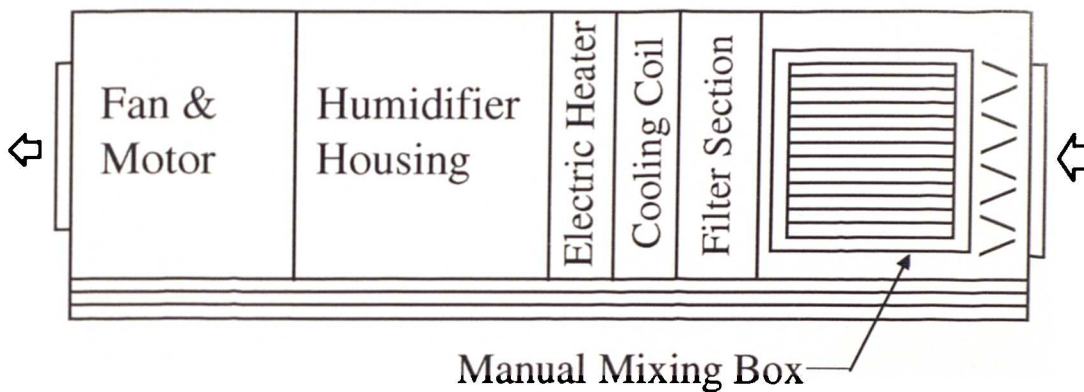 Fan &
Motor
Humidifier
Housing
Electric Heater
Cooling Coil
Filter Section
Manual Mixing Box